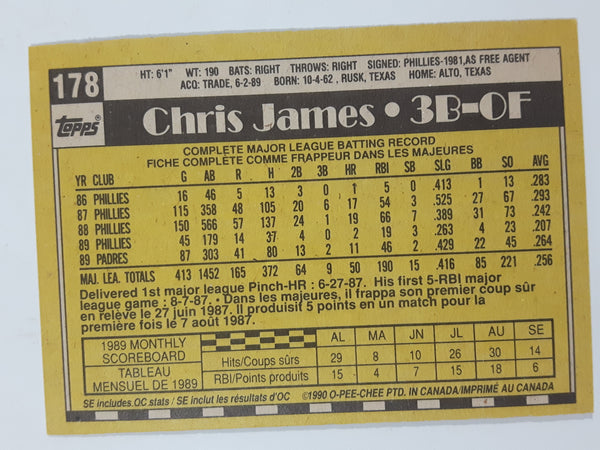 178
HT: 6'1" WT: 190 BATS: RIGHT THROWS: RIGHT SIGNED: PHILLIES-1981, AS FREE AGENT
ACQ: TRADE, 6-2-89 BORN: 10-4-62, RUSK, TEXAS HOME: ALTO, TEXAS
TOPPS
Chris James • 3B-OF
COMPLETE MAJOR LEAGUE BATTING RECORD
FICHE COMPLÈTE COMME FRAPPEUR DANS LES MAJEURES
YR CLUB G AB R H 2B 3B HR RBI SB SLG BB SO AVG
86 PHILLIES 16 46 5 13 3 0 1 5 0 .413 1 13 .283
87 PHILLIES 115 358 48 105 20 6 17 54 3 .525 27 67 .293
88 PHILLIES 150 566 57 137 24 1 19 66 7 .389 31 73 .242
89 PHILLIES 45 179 14 37 4 0 2 19 3 .263 4 23 .207
89 PADRES 87 303 41 80 13 2 11 46 2 .429 22 45 .264
MAJ. LEA. TOTALS 413 1452 165 372 64 9 50 190 15 .416 85 221 .256
Delivered 1st major league Pinch-HR : 6-27-87. His first 5-RBI major
league game : 8-7-87. • Dans les majeures, il frappa son premier coup sûr
en relève le 27 juin 1987. Il produisit 5 points en un match pour la
première fois le 7 août 1987.
1989 MONTHLY
SCOREBOARD
TABLEAU
MENSUEL DE 1989
AL MA JN JL AU SE
Hits/Coups sûrs 29 8 10 26 30 14
RBI/Points produits 15 4 7 15 18 6
SE includes OC stats / SE inclut les résultats d'OC ©1990 O-PEE-CHEE PTD. IN CANADA/IMPRIMÉ AU CANADA